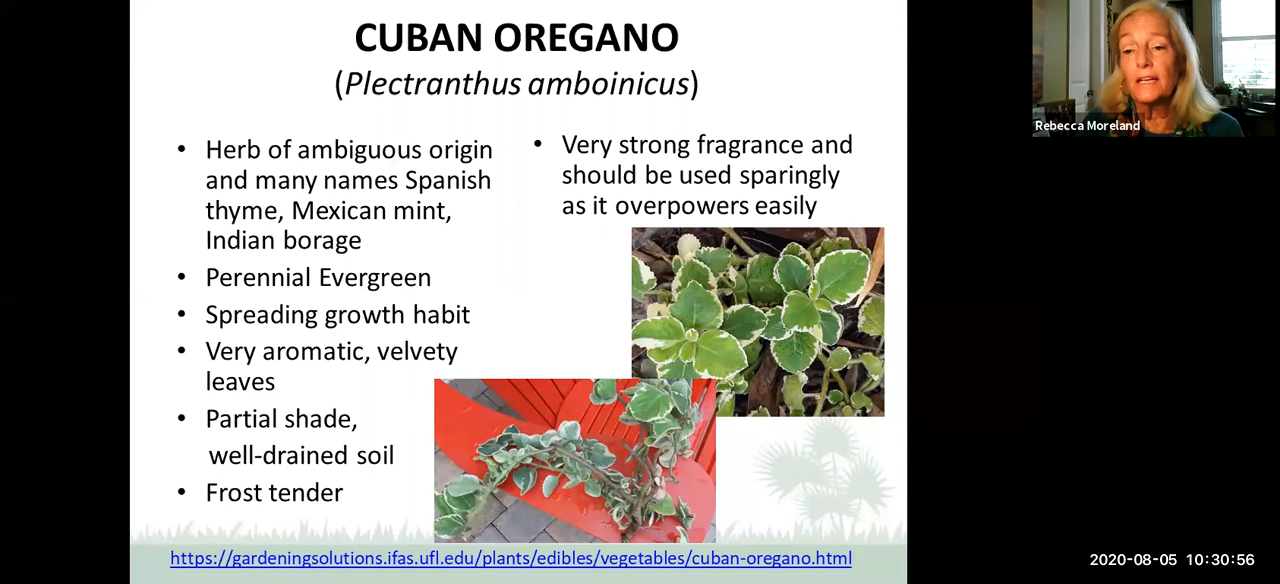 CUBAN OREGANO
(Plectranthus amboinicus)
• Herb of ambiguous origin
and many names Spanish
thyme, Mexican mint,
Indian borage
• Perennial Evergreen
• Spreading growth habit
• Very aromatic, velvety
leaves
• Partial shade,
well-drained soil
• Frost tender
• Very strong fragrance and
should be used sparingly
as it overpowers easily
https://gardeningsolutions.ifas.ufl.edu/plants/edibles/vegetables/cuban-oregano.html
Rebecca Moreland
2020-08-05 10:30:56